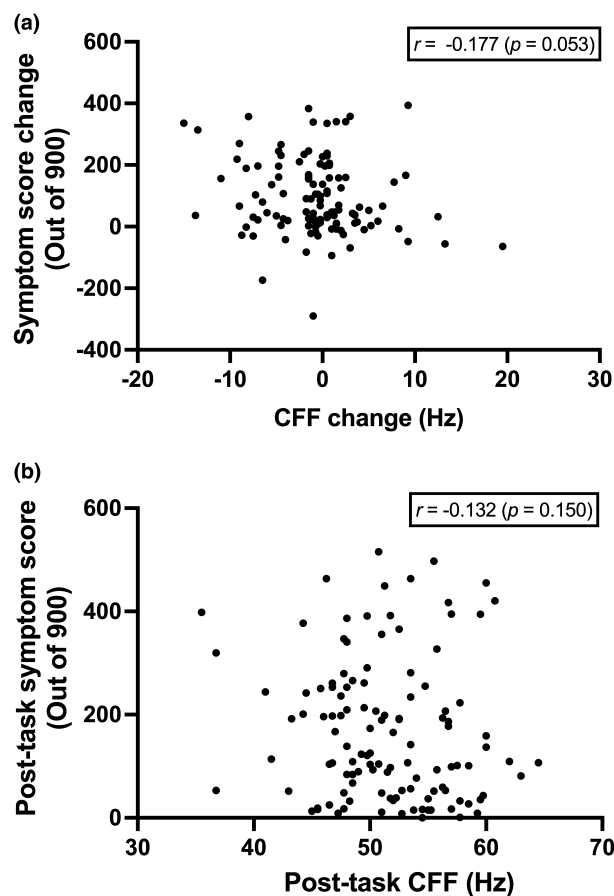 (a)
r = -0.177 (p = 0.053)
Symptom score change
(Out of 900)
600
400
200
0
-200
-400
-20 -10 0 10 20 30
CFF change (Hz)
(b)
r = -0.132 (p = 0.150)
Post-task symptom score
(Out of 900)
600
400
200
0
30 40 50 60 70
Post-task CFF (Hz)